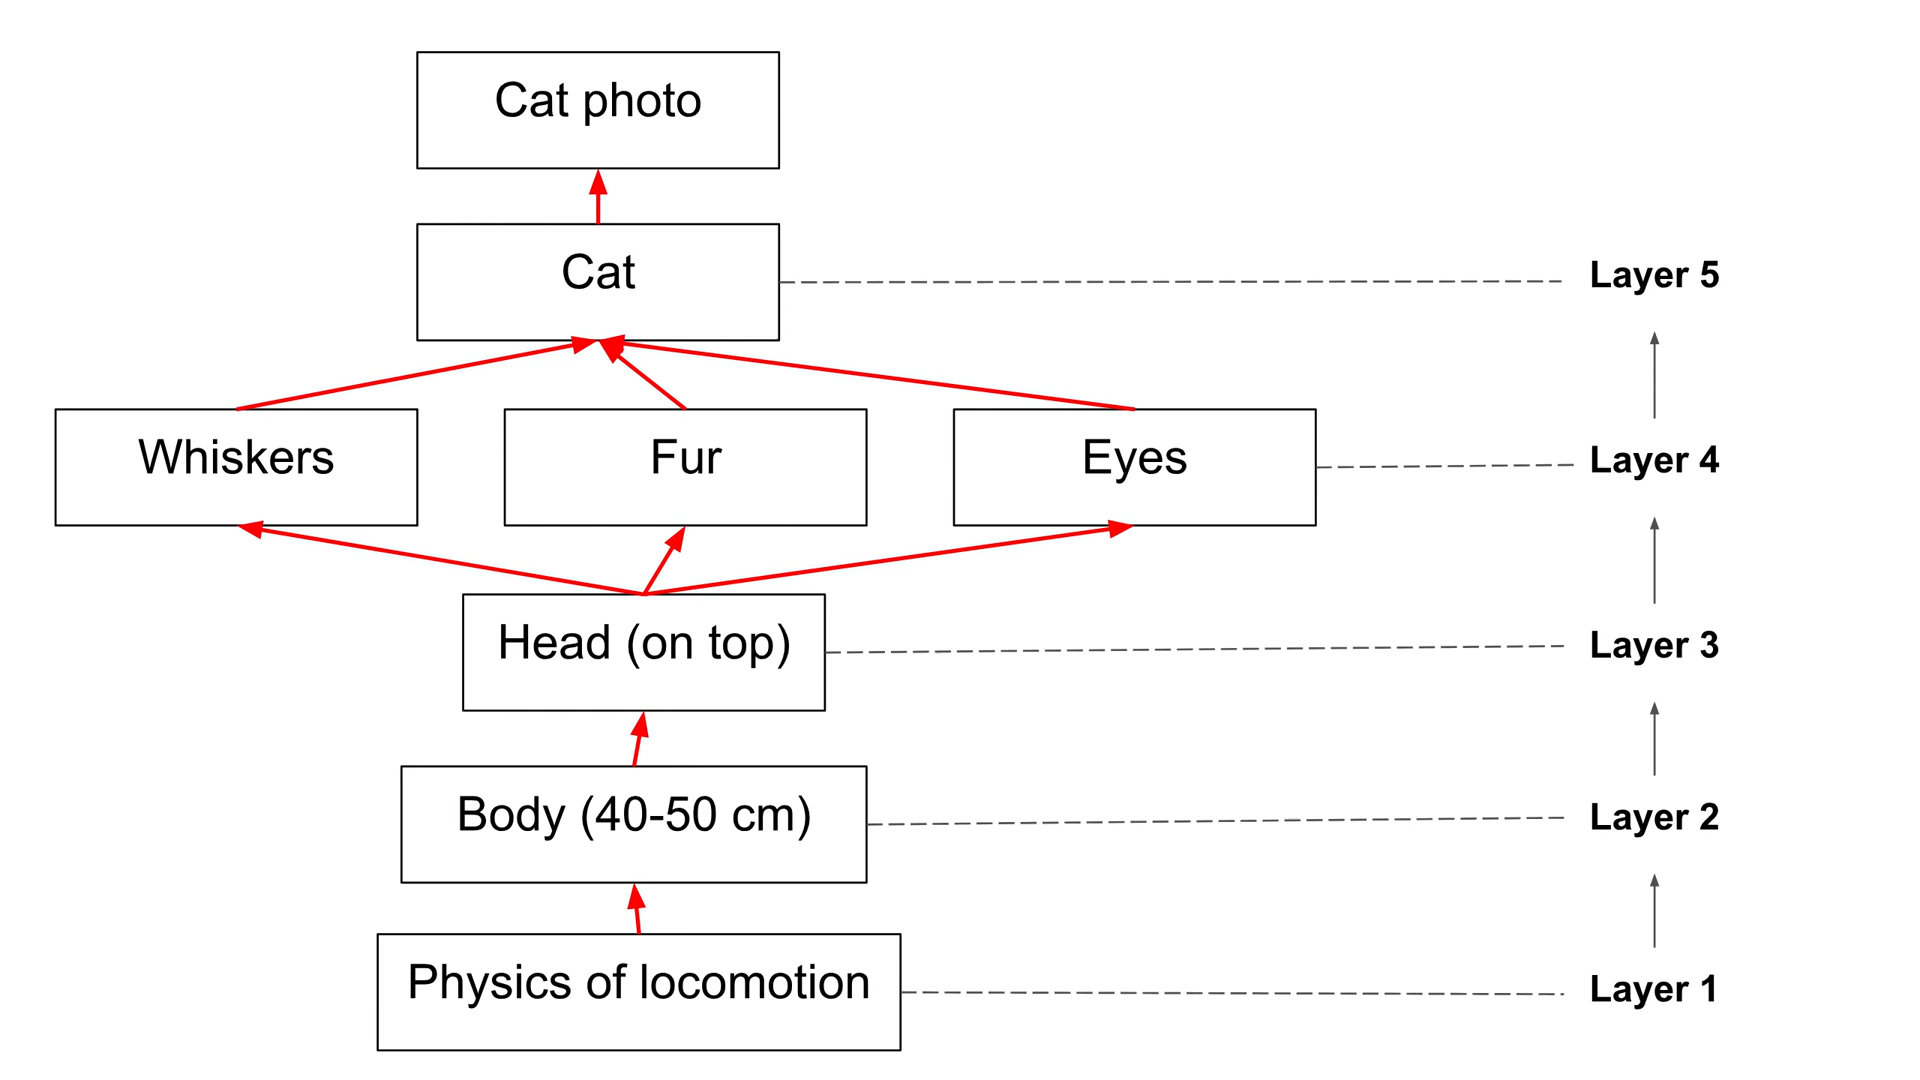 Cat photo
Cat
Layer 5
Whiskers
Fur
Eyes
Layer 4
Head (on top)
Layer 3
Body (40-50 cm)
Layer 2
Physics of locomotion
Layer 1